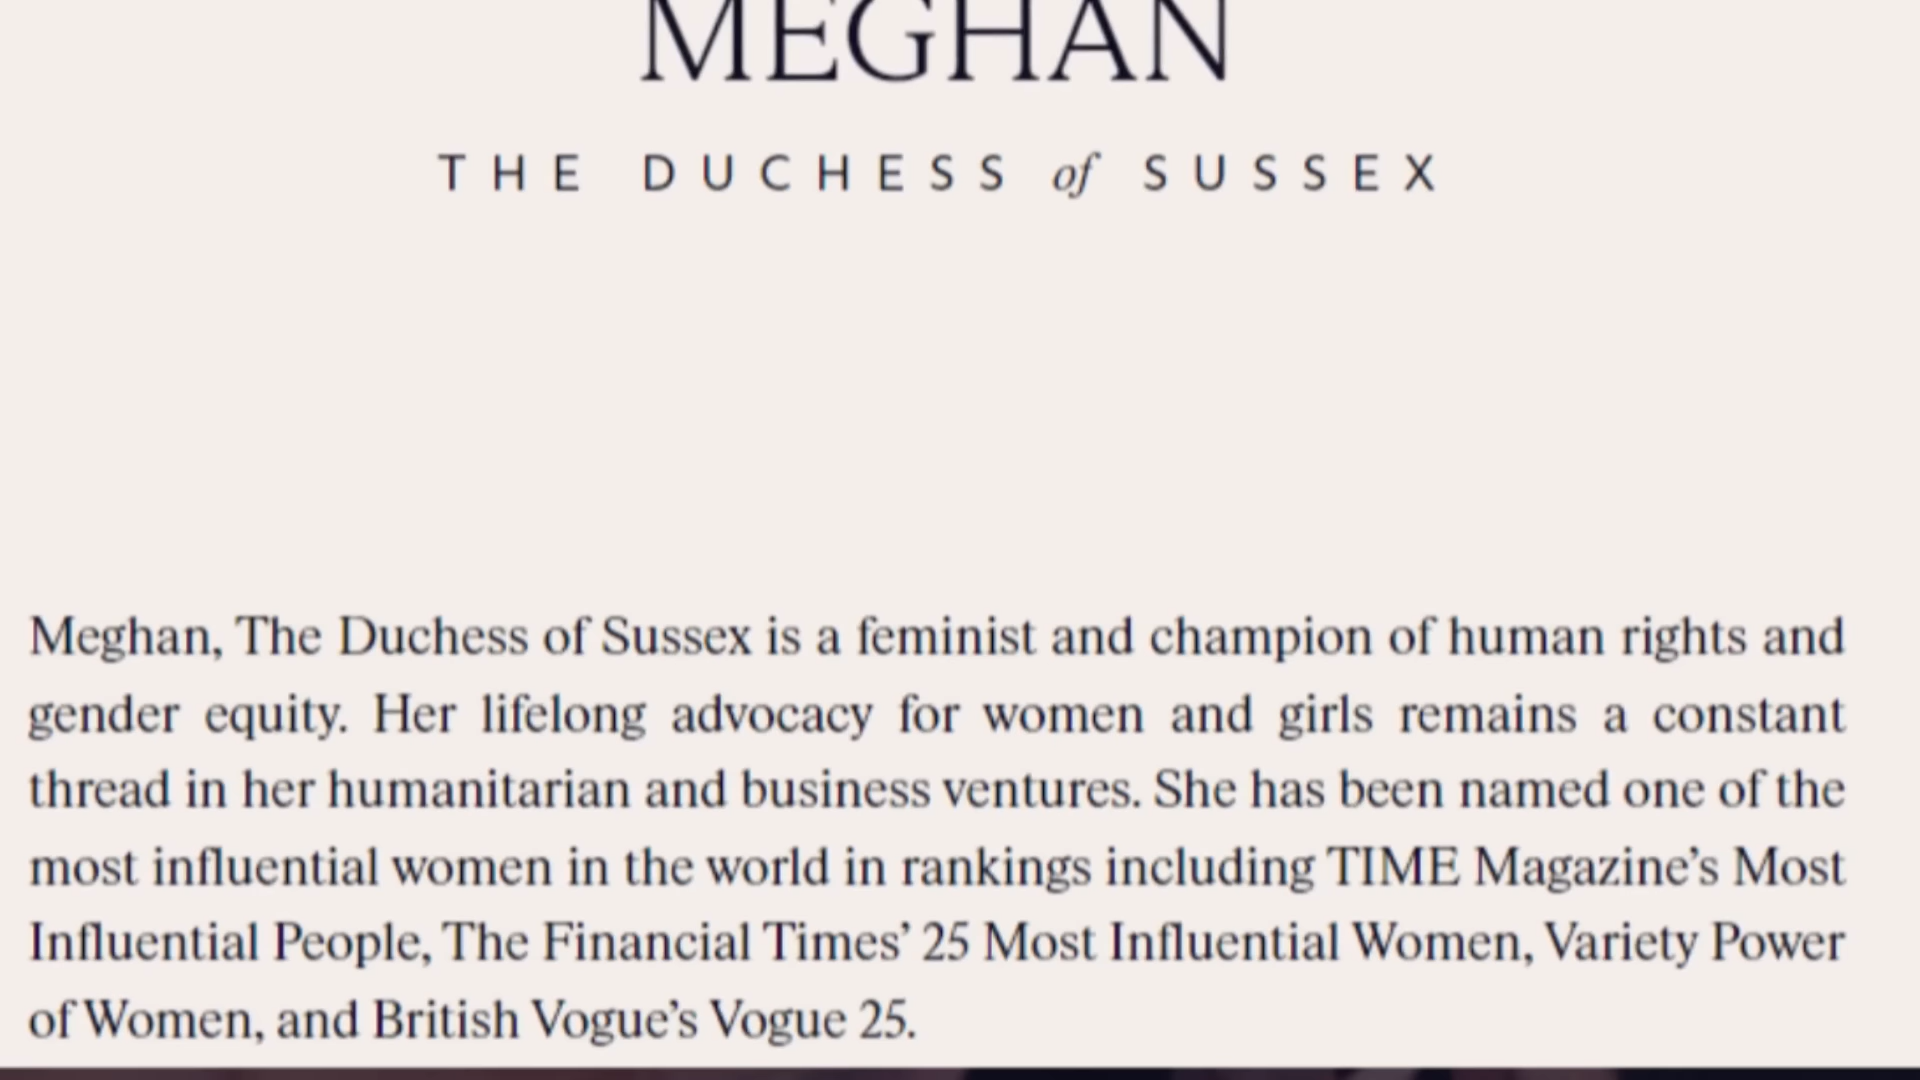 MEGHAN
THE DUCHESS of SUSSEX
Meghan, The Duchess of Sussex is a feminist and champion of human rights and
gender equity. Her lifelong advocacy for women and girls remains a constant
thread in her humanitarian and business ventures. She has been named one of the
most influential women in the world in rankings including TIME Magazine’s Most
Influential People, The Financial Times’ 25 Most Influential Women, Variety Power
of Women, and British Vogue’s Vogue 25.